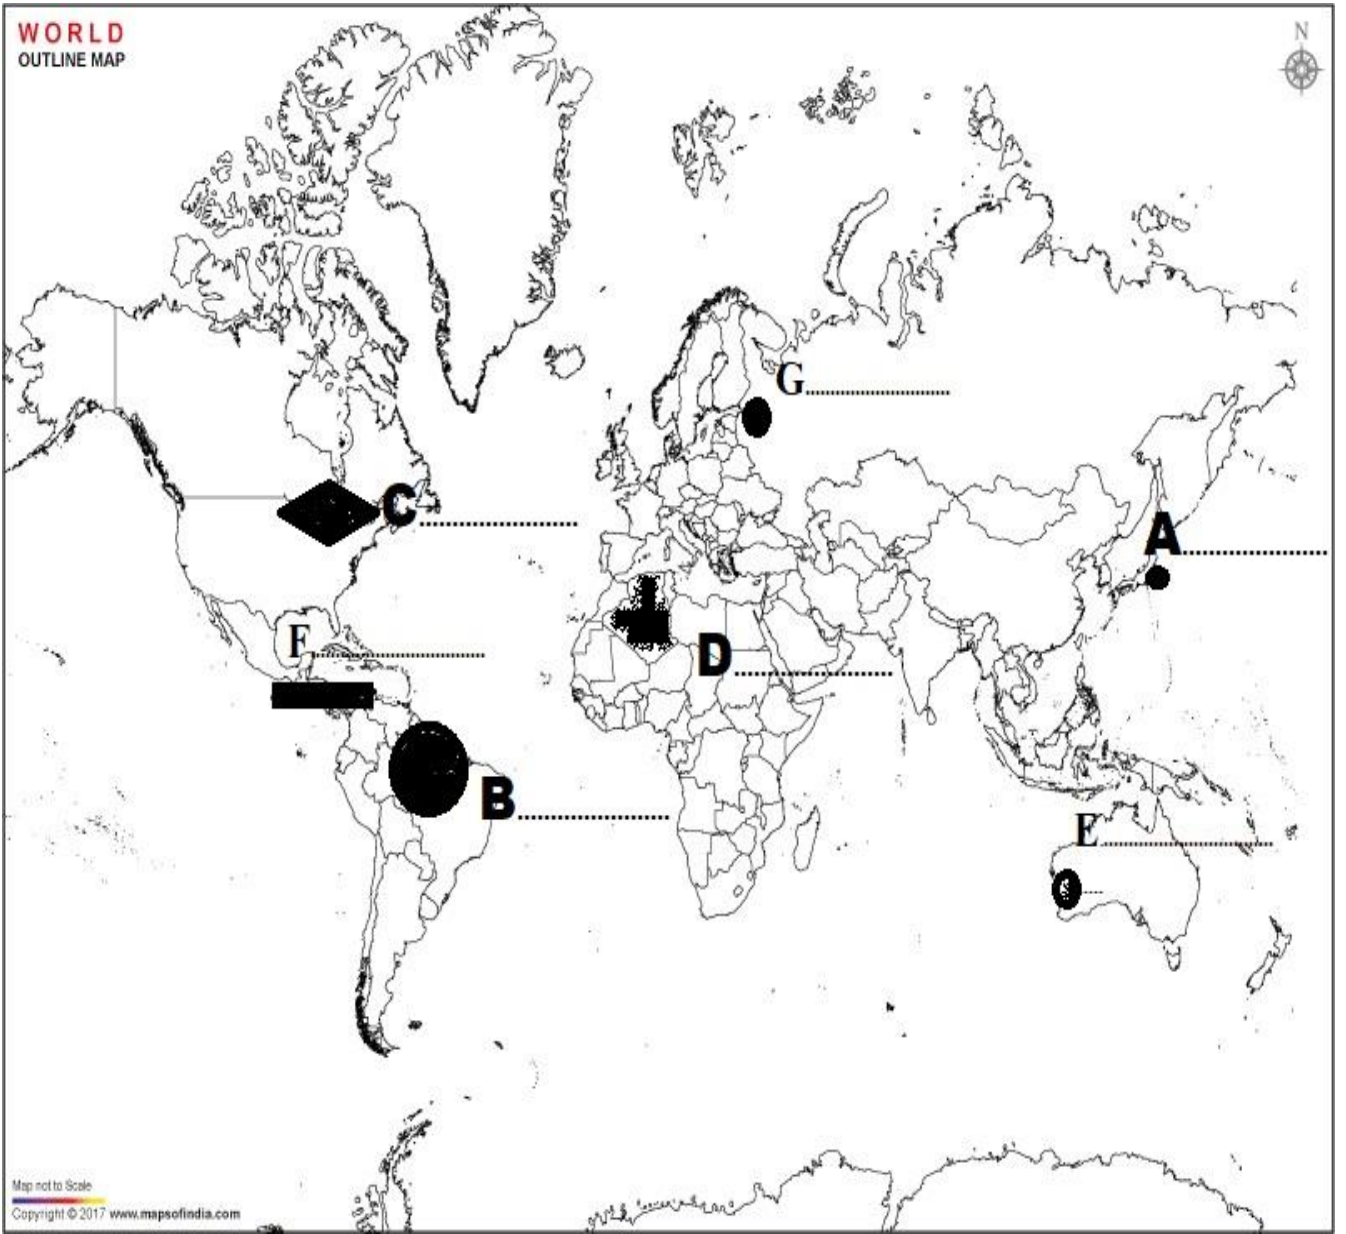 WORLD
OUTLINE MAP
N
G....................
C....................
A....................
F....................
D....................
B....................
E....................
Map not to Scale
Copyright © 2017 www.mapsofindia.com